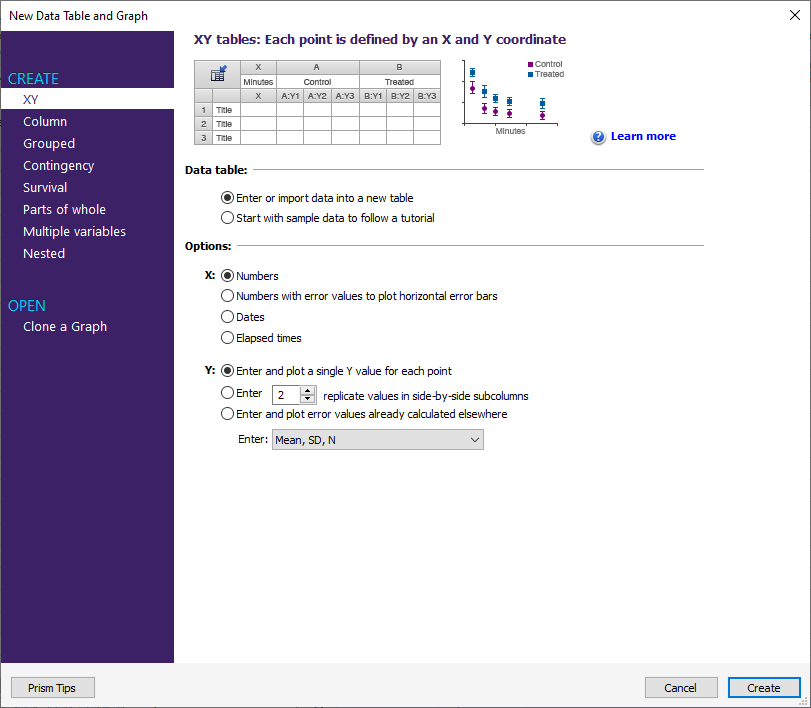 New Data Table and Graph
CREATE
XY
Column
Grouped
Contingency
Survival
Parts of whole
Multiple variables
Nested
OPEN
Clone a Graph
XY tables: Each point is defined by an X and Y coordinate
X A B
Minutes Control Treated
X A:Y1 A:Y2 A:Y3 B:Y1 B:Y2 B:Y3
1 Title
2 Title
3 Title
Control
Treated
Minutes
? Learn more
Data table:
Enter or import data into a new table
Start with sample data to follow a tutorial
Options:
X: Numbers
Numbers with error values to plot horizontal error bars
Dates
Elapsed times
Y: Enter and plot a single Y value for each point
Enter 2 replicate values in side-by-side subcolumns
Enter and plot error values already calculated elsewhere
Enter: Mean, SD, N
Prism Tips Cancel Create